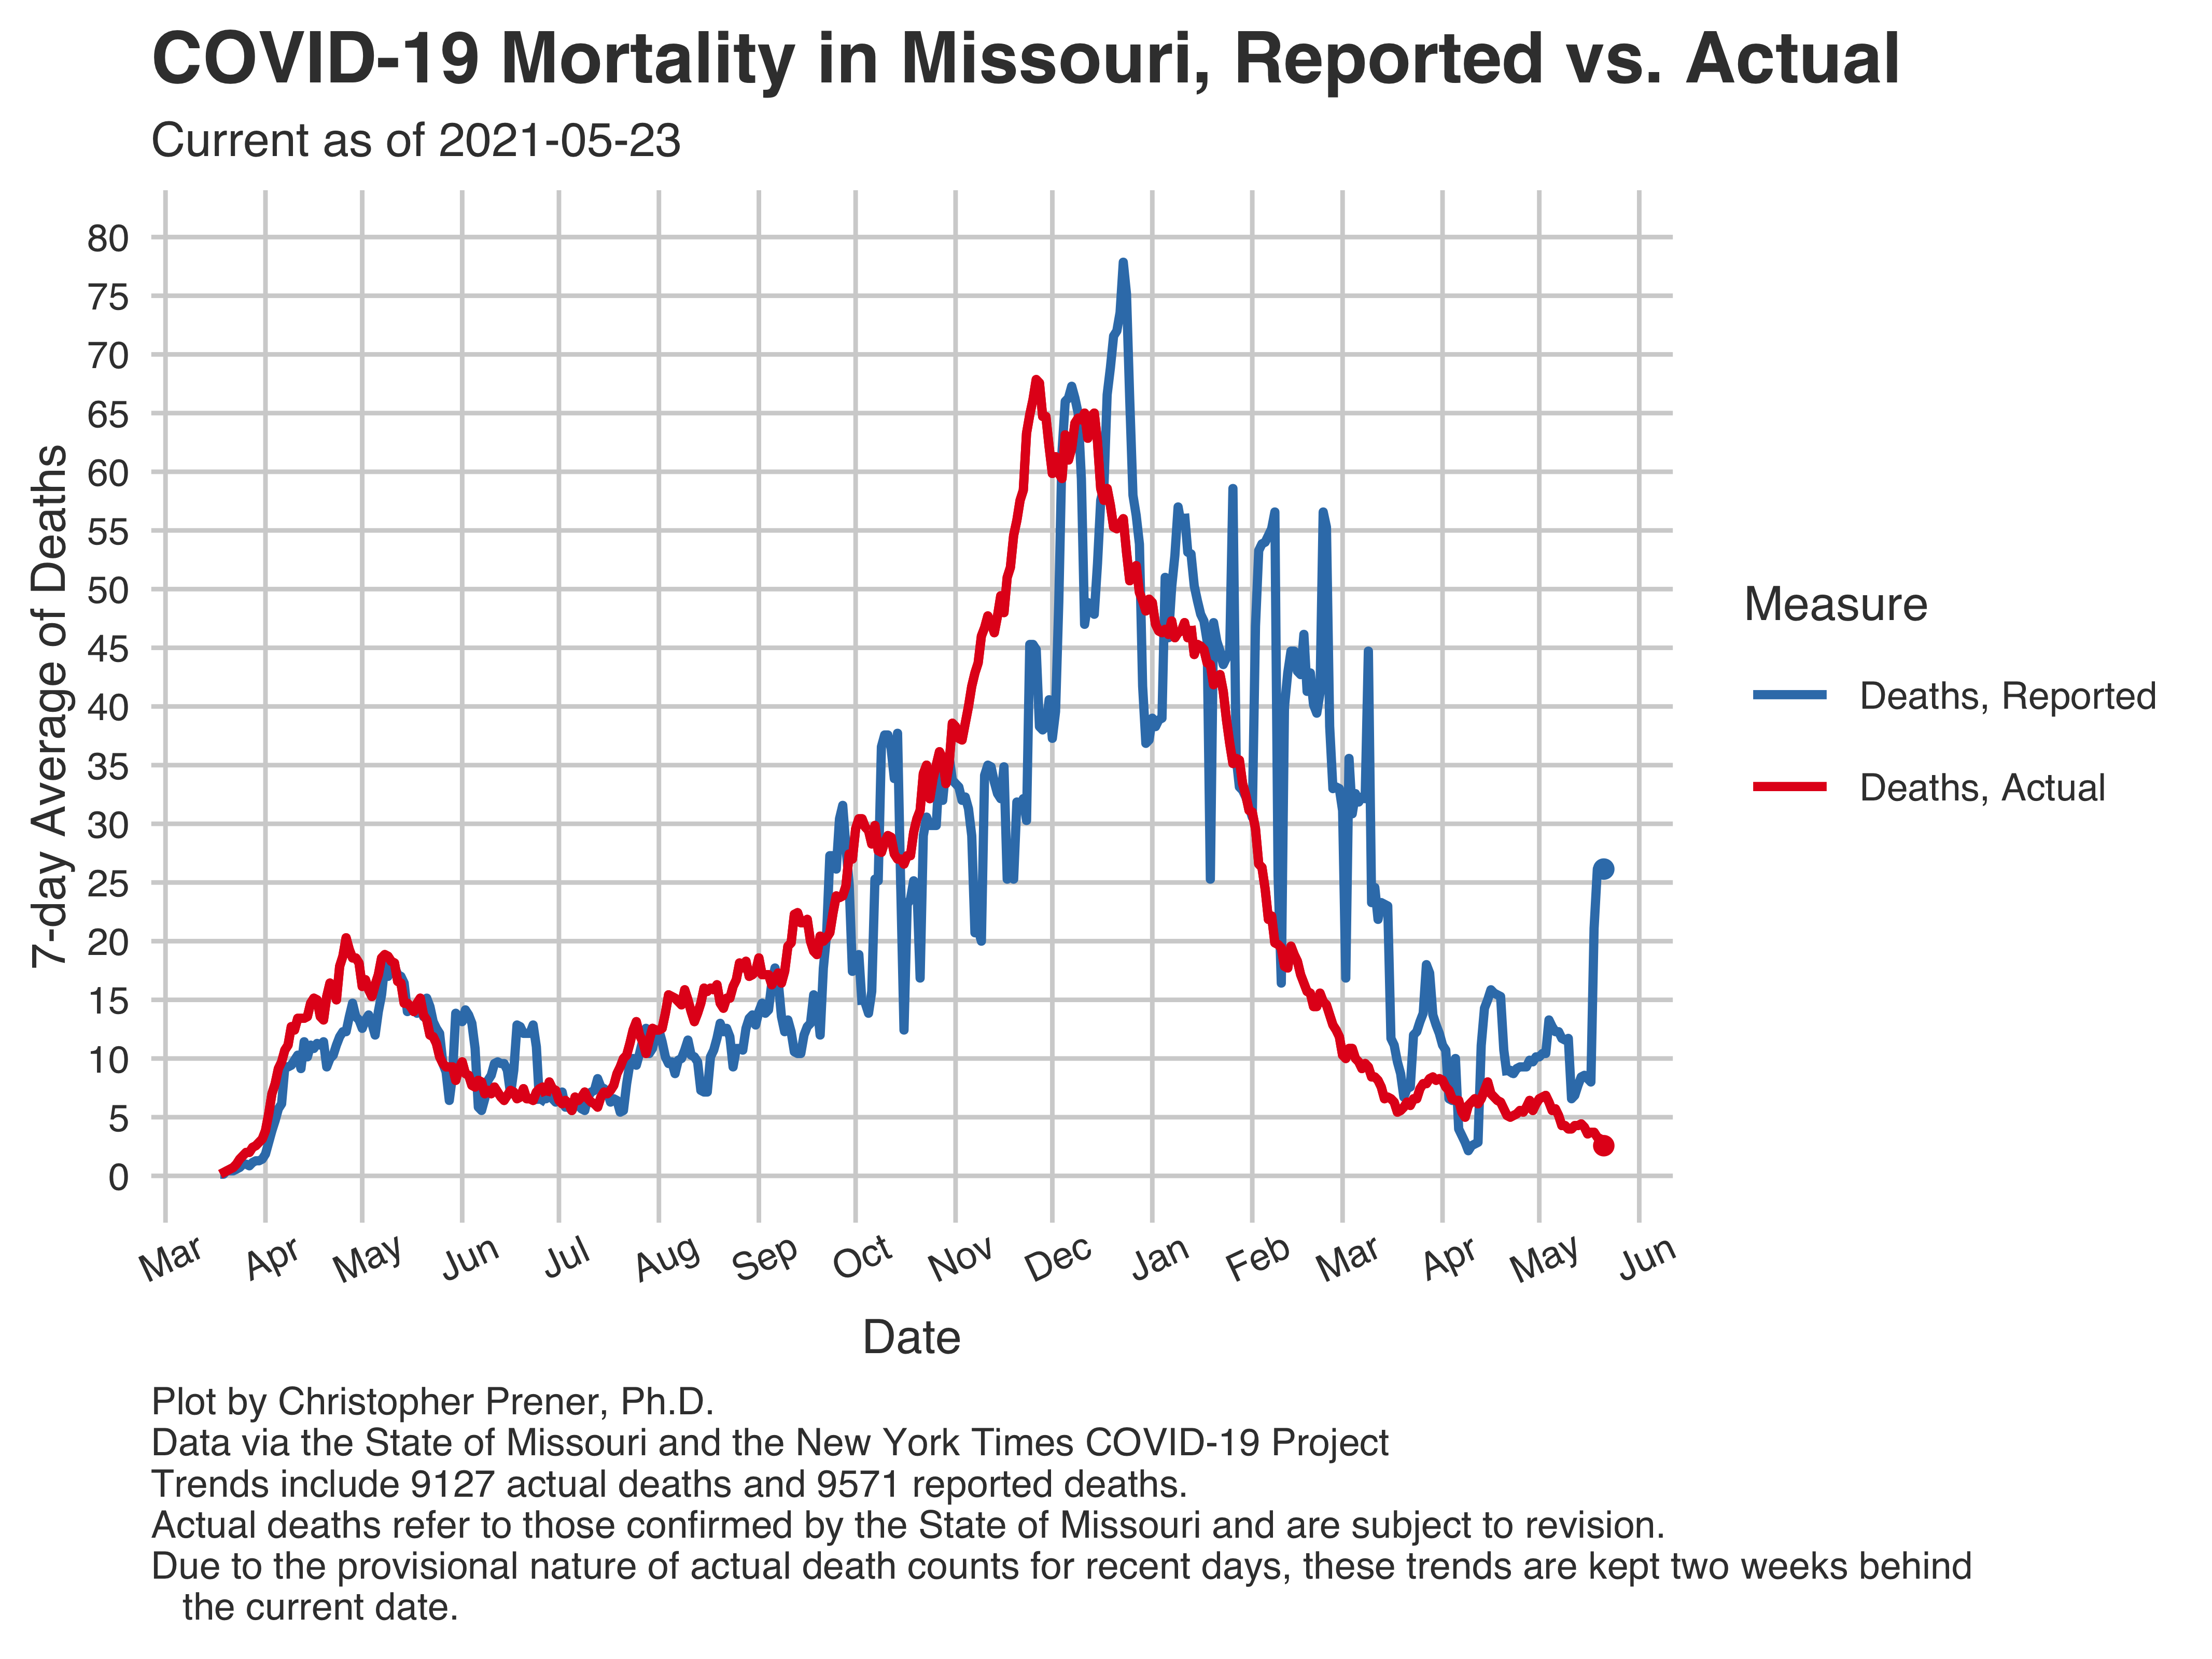 COVID-19 Mortality in Missouri, Reported vs. Actual
Current as of 2021-05-23
80
75
70
65
60
55
50
45
40
35
30
25
20
15
10
5
0
7-day Average of Deaths
Mar Apr May Jun Jul Aug Sep Oct Nov Dec Jan Feb Mar Apr May Jun
Date
Measure
Deaths, Reported
Deaths, Actual
Plot by Christopher Prener, Ph.D.
Data via the State of Missouri and the New York Times COVID-19 Project
Trends include 9127 actual deaths and 9571 reported deaths.
Actual deaths refer to those confirmed by the State of Missouri and are subject to revision.
Due to the provisional nature of actual death counts for recent days, these trends are kept two weeks behind
the current date.